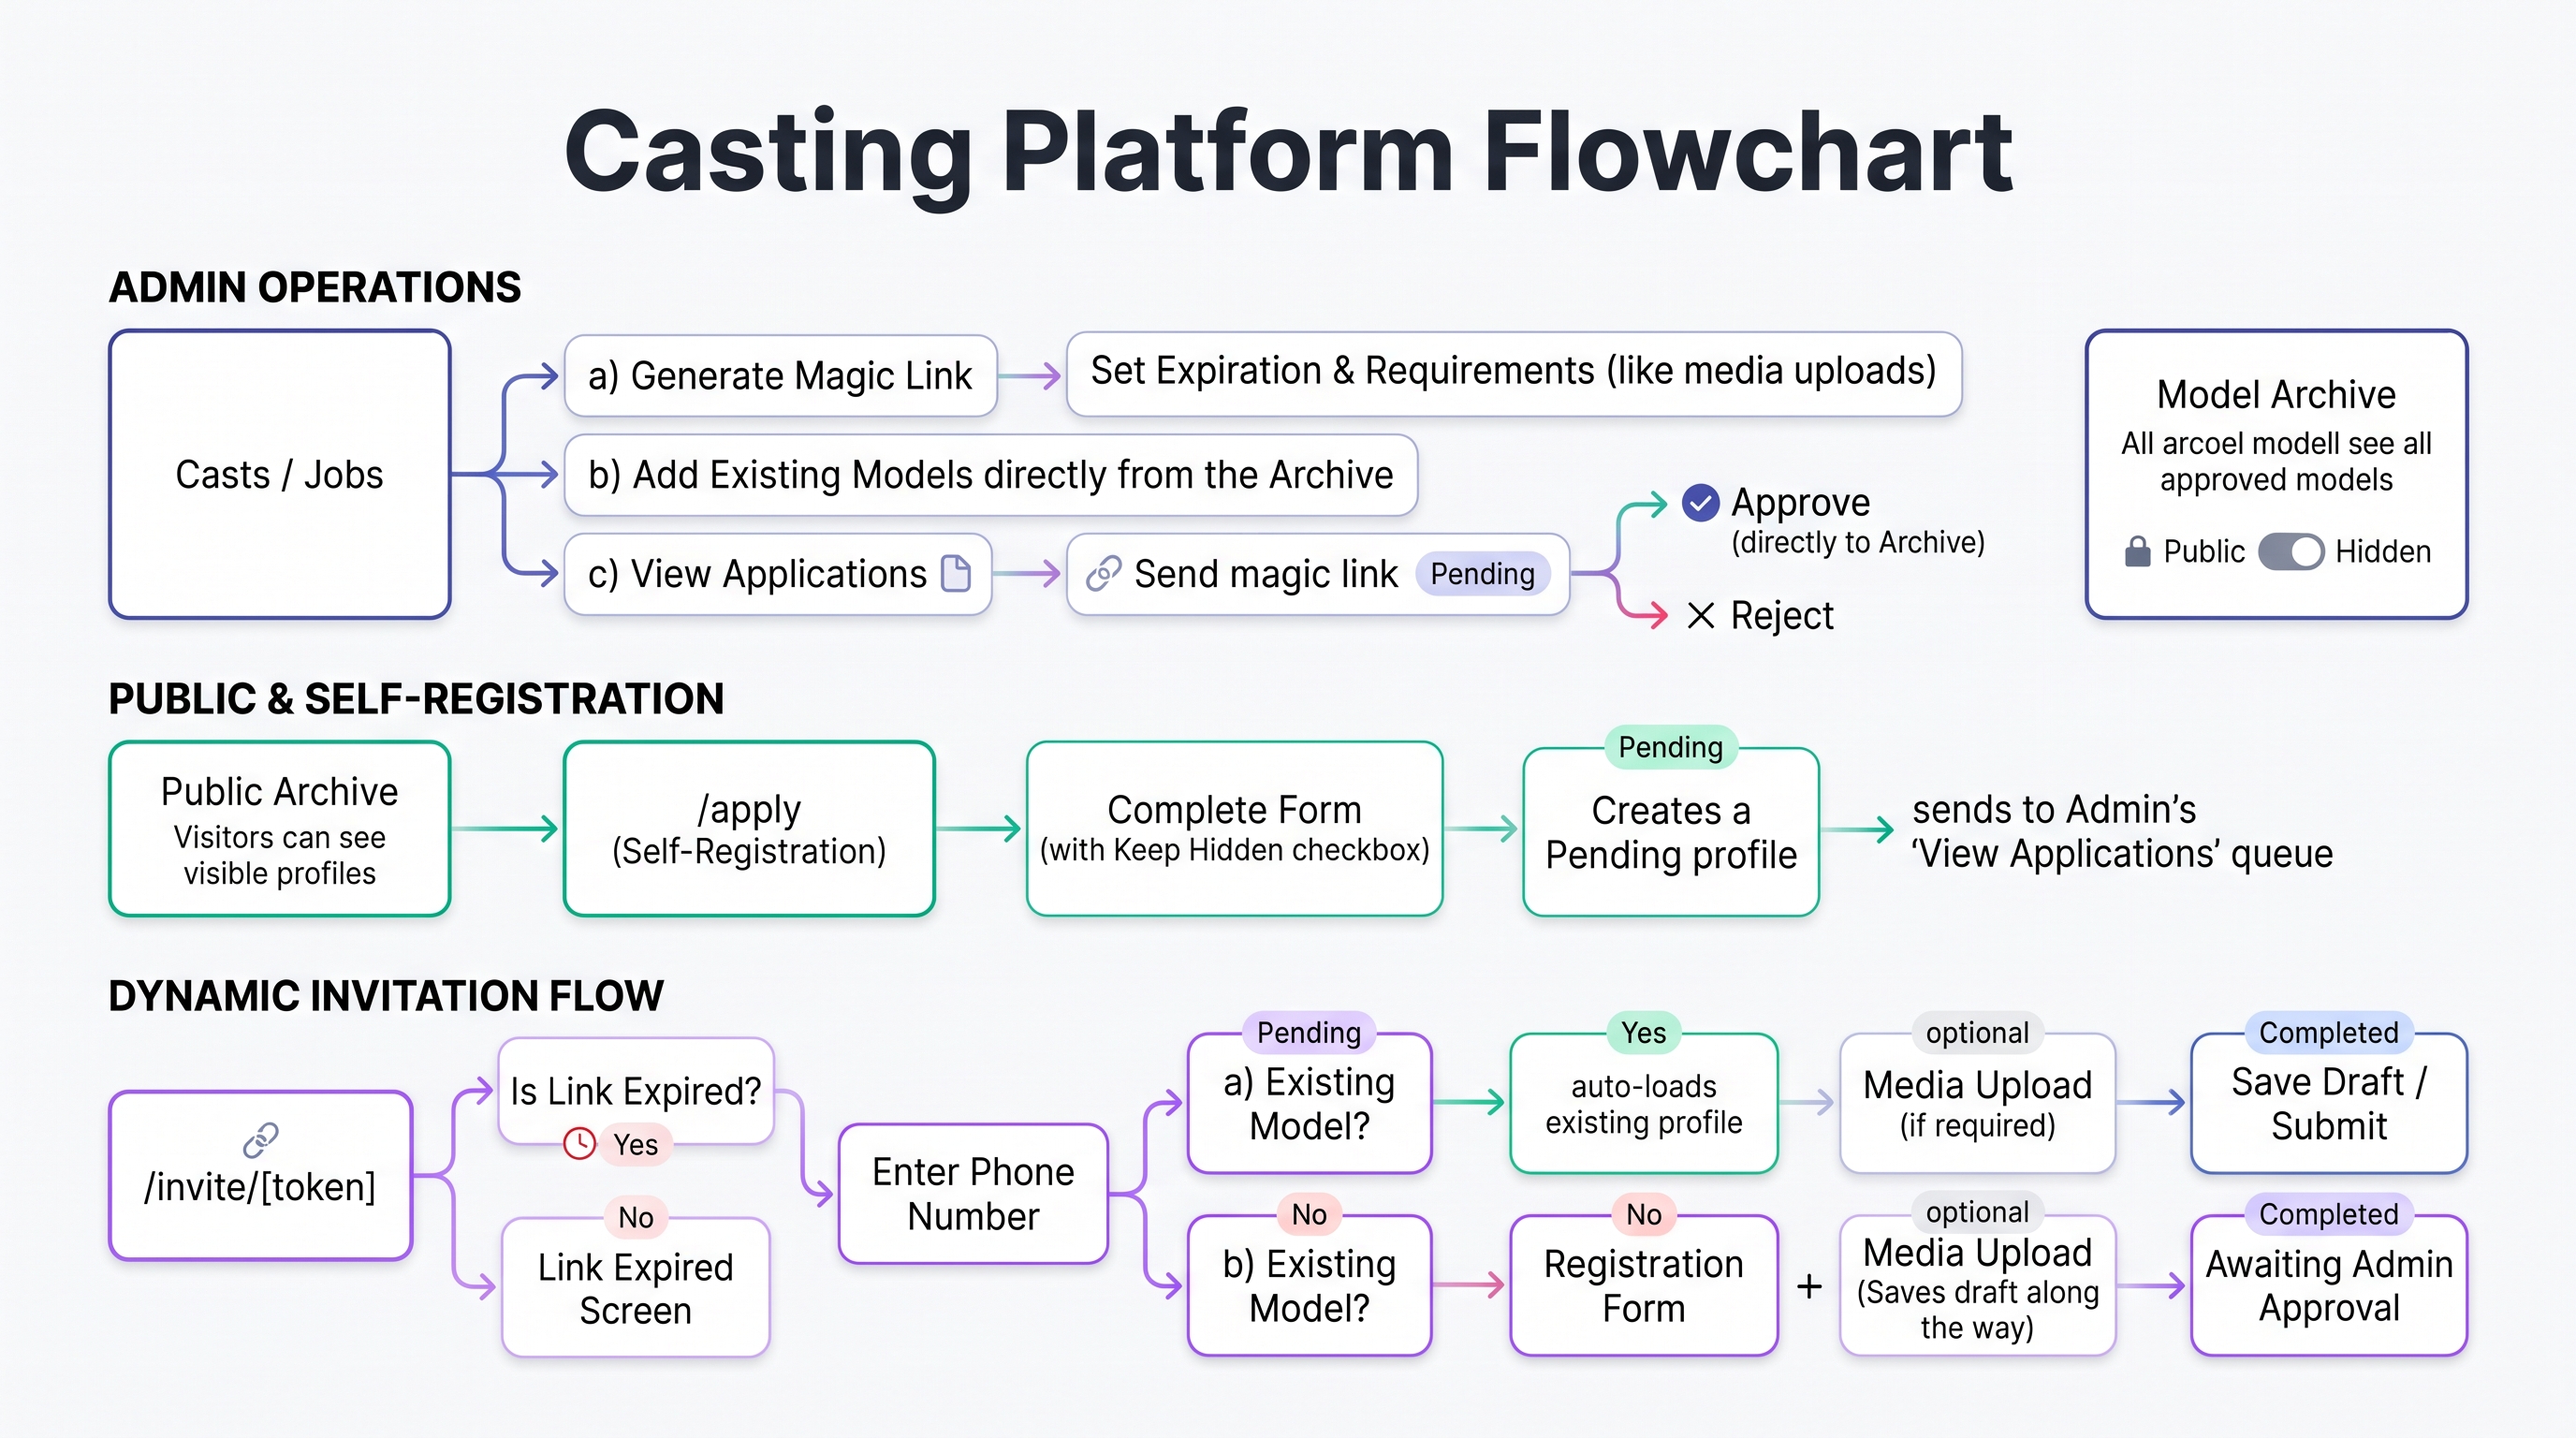 Casting Platform Flowchart
ADMIN OPERATIONS
Casts / Jobs
a) Generate Magic Link
Set Expiration & Requirements (like media uploads)
b) Add Existing Models directly from the Archive
c) View Applications
Send magic link
Pending
Approve
(directly to Archive)
Reject
Model Archive
All arcoel modell see all
approved models
Public
Hidden
PUBLIC & SELF-REGISTRATION
Public Archive
Visitors can see
visible profiles
/apply
(Self-Registration)
Complete Form
(with Keep Hidden checkbox)
Pending
Creates a
Pending profile
sends to Admin’s
‘View Applications’ queue
DYNAMIC INVITATION FLOW
/invite/[token]
Is Link Expired?
Yes
No
Link Expired
Screen
Enter Phone
Number
Pending
a) Existing
Model?
Yes
auto-loads
existing profile
optional
Media Upload
(if required)
Completed
Save Draft /
Submit
No
b) Existing
Model?
No
Registration
Form
+
optional
Media Upload
(Saves draft along
the way)
Completed
Awaiting Admin
Approval